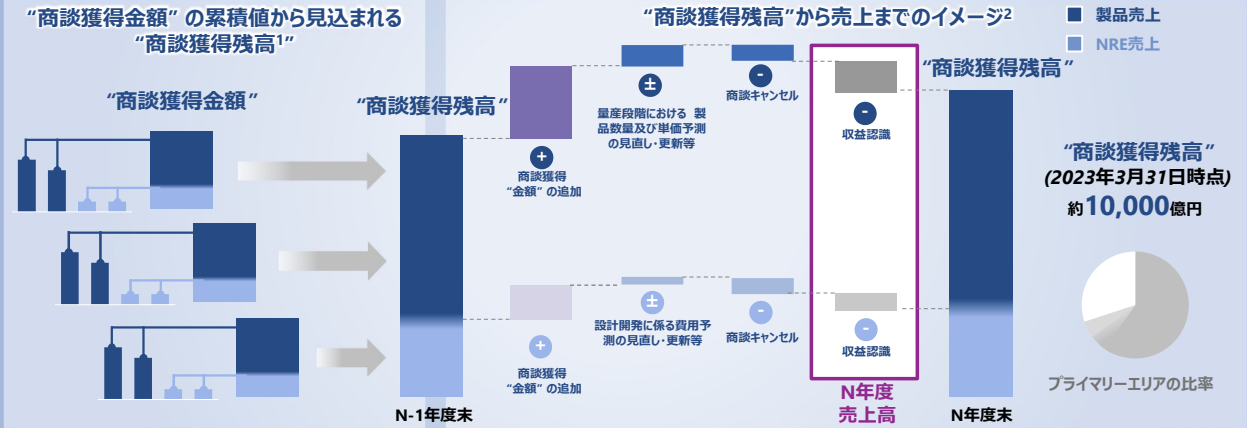 “商談獲得金額” の累積値から見込まれる
“商談獲得残高1”
“商談獲得残高”から売上までのイメージ2
製品売上
NRE売上
“商談獲得金額”
“商談獲得残高”
+
商談獲得
“金額” の追加
±
量産段階における 製
品数量及び単価予測
の見直し・更新等
-
商談キャンセル
-
収益認識
“商談獲得残高”
+
商談獲得
“金額” の追加
±
設計開発に係る費用予
測の見直し・更新等
-
商談キャンセル
-
収益認識
N-1年度末
N年度
売上高
N年度末
“商談獲得残高”
(2023年3月31日時点)
約10,000億円
プライマリーエリアの比率